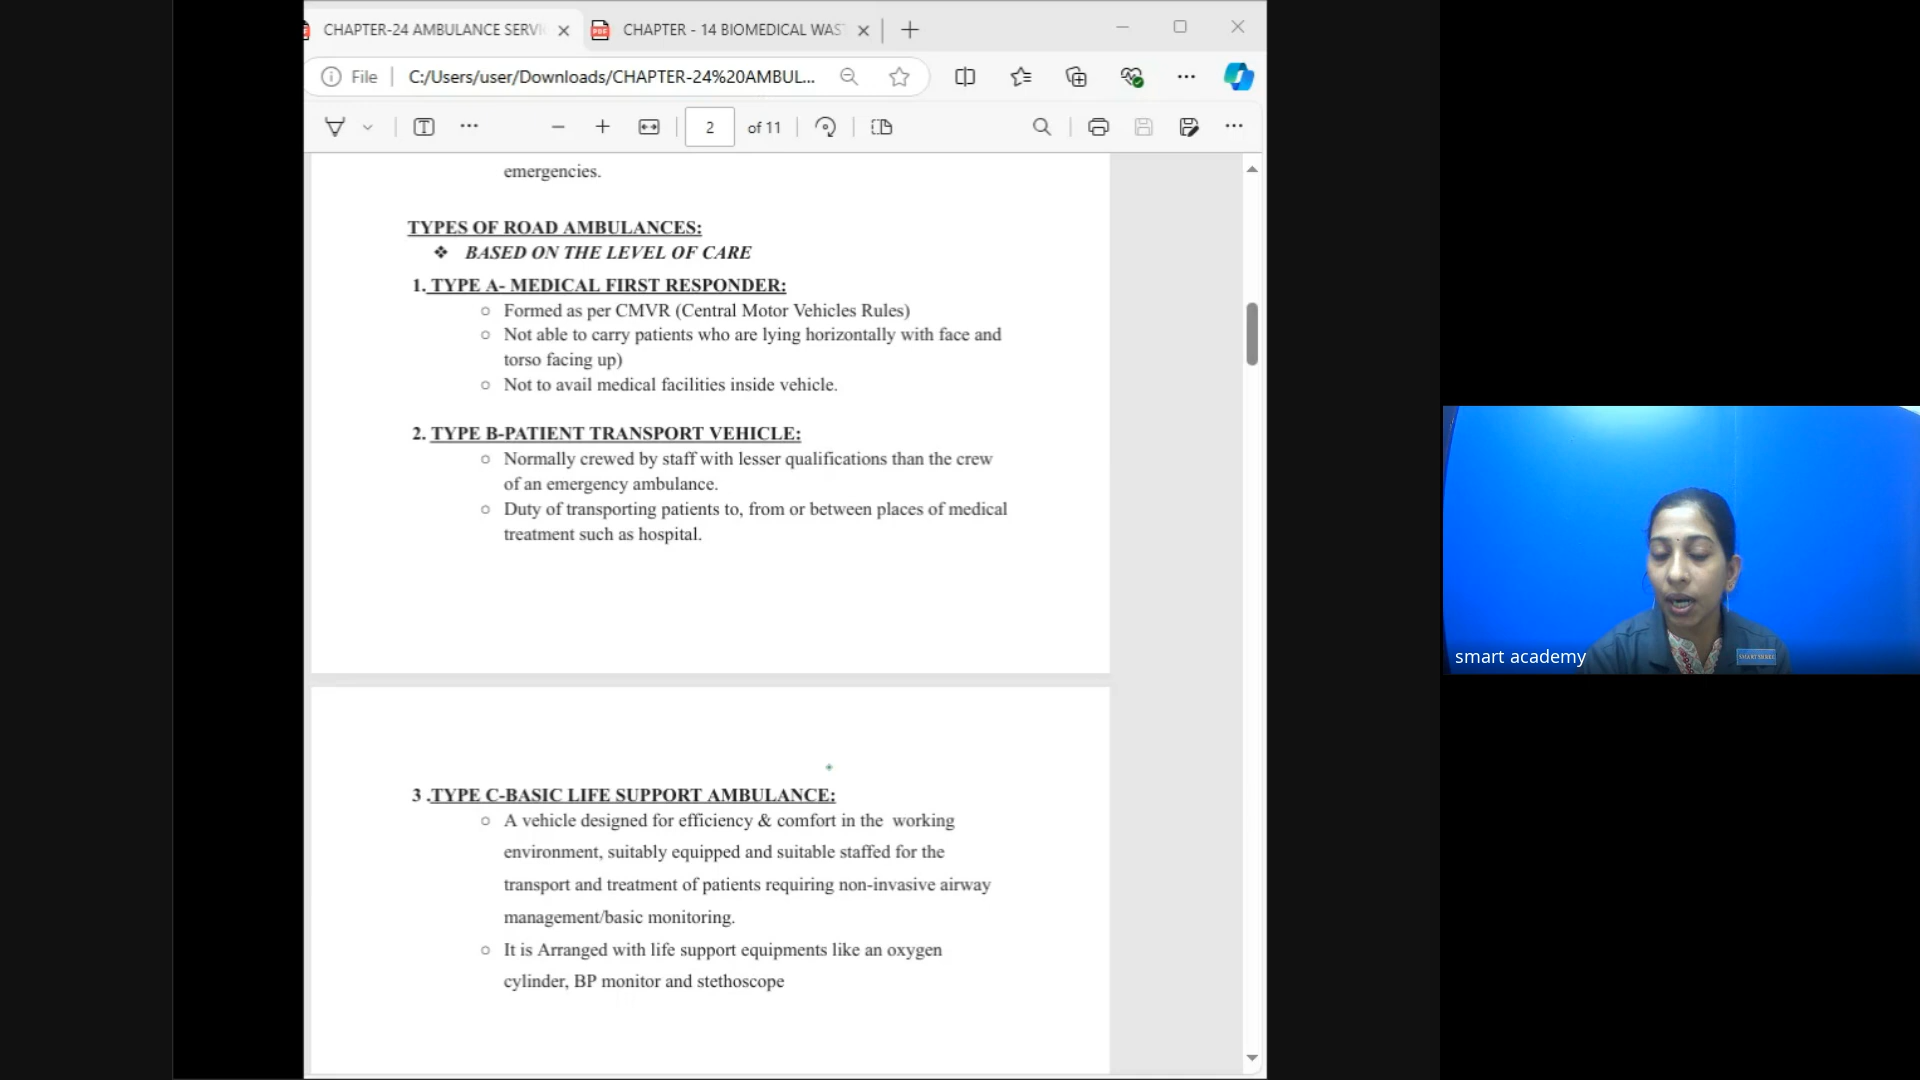 CHAPTER-24 AMBULANCE SERVI
CHAPTER - 14 BIOMEDICAL WAS
File
C:/Users/user/Downloads/CHAPTER-24%20AMBUL...
2 of 11
emergencies.
TYPES OF ROAD AMBULANCES:
❖ BASED ON THE LEVEL OF CARE
1. TYPE A- MEDICAL FIRST RESPONDER:
○ Formed as per CMVR (Central Motor Vehicles Rules)
○ Not able to carry patients who are lying horizontally with face and
torso facing up)
○ Not to avail medical facilities inside vehicle.
2. TYPE B-PATIENT TRANSPORT VEHICLE:
○ Normally crewed by staff with lesser qualifications than the crew
of an emergency ambulance.
○ Duty of transporting patients to, from or between places of medical
treatment such as hospital.
3 .TYPE C-BASIC LIFE SUPPORT AMBULANCE:
○ A vehicle designed for efficiency & comfort in the working
environment, suitably equipped and suitable staffed for the
transport and treatment of patients requiring non-invasive airway
management/basic monitoring.
○ It is Arranged with life support equipments like an oxygen
cylinder, BP monitor and stethoscope
smart academy